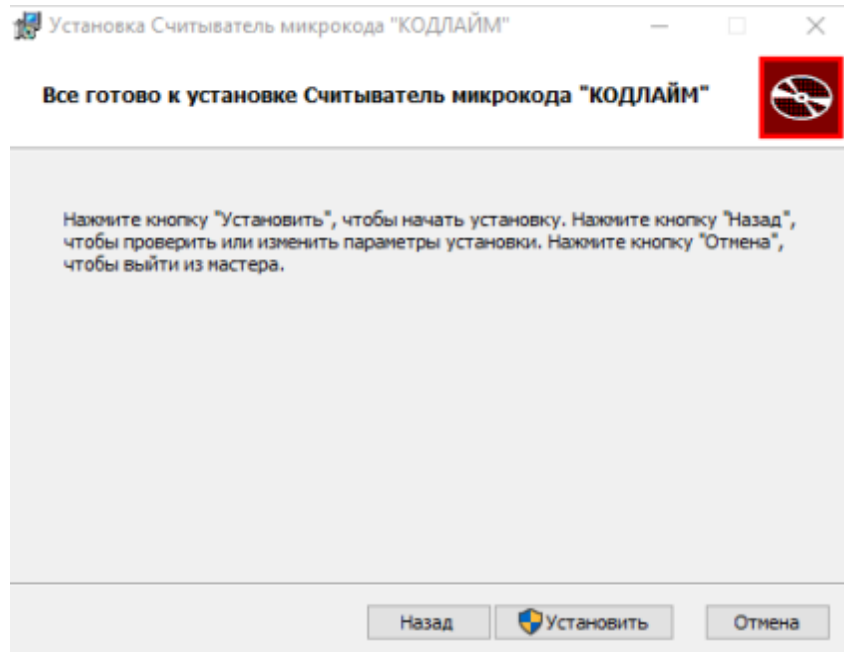 Установка Считыватель микрокода "КОДЛАЙМ"
Все готово к установке Считыватель микрокода "КОДЛАЙМ"
Нажмите кнопку "Установить", чтобы начать установку. Нажмите кнопку "Назад",
чтобы проверить или изменить параметры установки. Нажмите кнопку "Отмена",
чтобы выйти из мастера.
Назад
Установить
Отмена